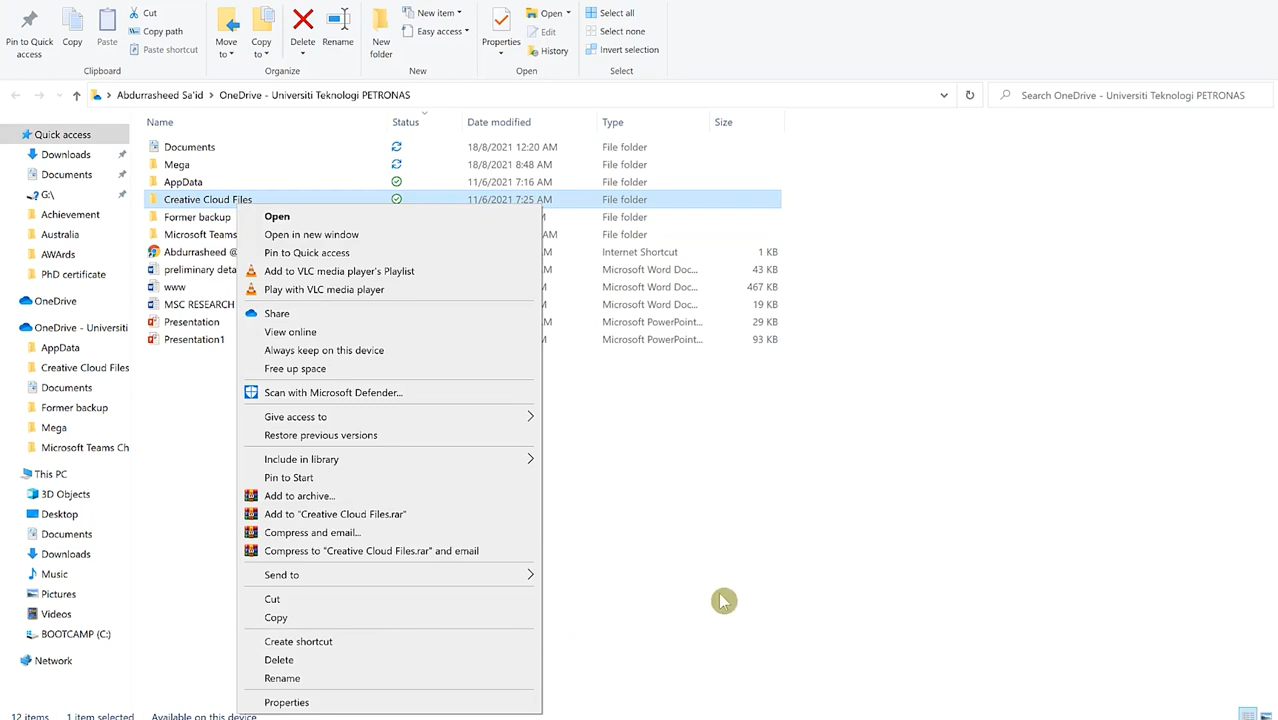 Pin to Quick access
Copy
Paste
Cut
Copy path
Paste shortcut
Clipboard
Move to
Copy to
Delete
Rename
Organize
New folder
New item
Easy access
New
Properties
Open
Edit
History
Open
Select all
Select none
Invert selection
Select
Abdurrasheed Sa'id
OneDrive - Universiti Teknologi PETRONAS
Search OneDrive - Universiti Teknologi PETRONAS
Quick access
Downloads
Documents
G:\
Achievement
Australia
AWArds
PhD certificate
OneDrive
OneDrive - Universiti
AppData
Creative Cloud Files
Documents
Former backup
Mega
Microsoft Teams Ch
This PC
3D Objects
Desktop
Documents
Downloads
Music
Pictures
Videos
BOOTCAMP (C:)
Network
Name Status Date modified Type Size
Documents 18/8/2021 12:20 AM File folder
Mega 18/8/2021 8:48 AM File folder
AppData 11/6/2021 7:16 AM File folder
Creative Cloud Files 11/6/2021 7:25 AM File folder
Former backup M File folder
Microsoft Teams AM File folder
Abdurrasheed @ M Internet Shortcut 1 KB
preliminary deta M Microsoft Word Doc... 43 KB
www M Microsoft Word Doc... 467 KB
MSC RESEARCH M Microsoft Word Doc... 19 KB
Presentation M Microsoft PowerPoint... 29 KB
Presentation1 Microsoft PowerPoint... 93 KB
Open
Open in new window
Pin to Quick access
Add to VLC media player's Playlist
Play with VLC media player
Share
View online
Always keep on this device
Free up space
Scan with Microsoft Defender...
Give access to
Restore previous versions
Include in library
Pin to Start
Add to archive...
Add to "Creative Cloud Files.rar"
Compress and email...
Compress to "Creative Cloud Files.rar" and email
Send to
Cut
Copy
Create shortcut
Delete
Rename
Properties
12 items 1 item selected Available on this device